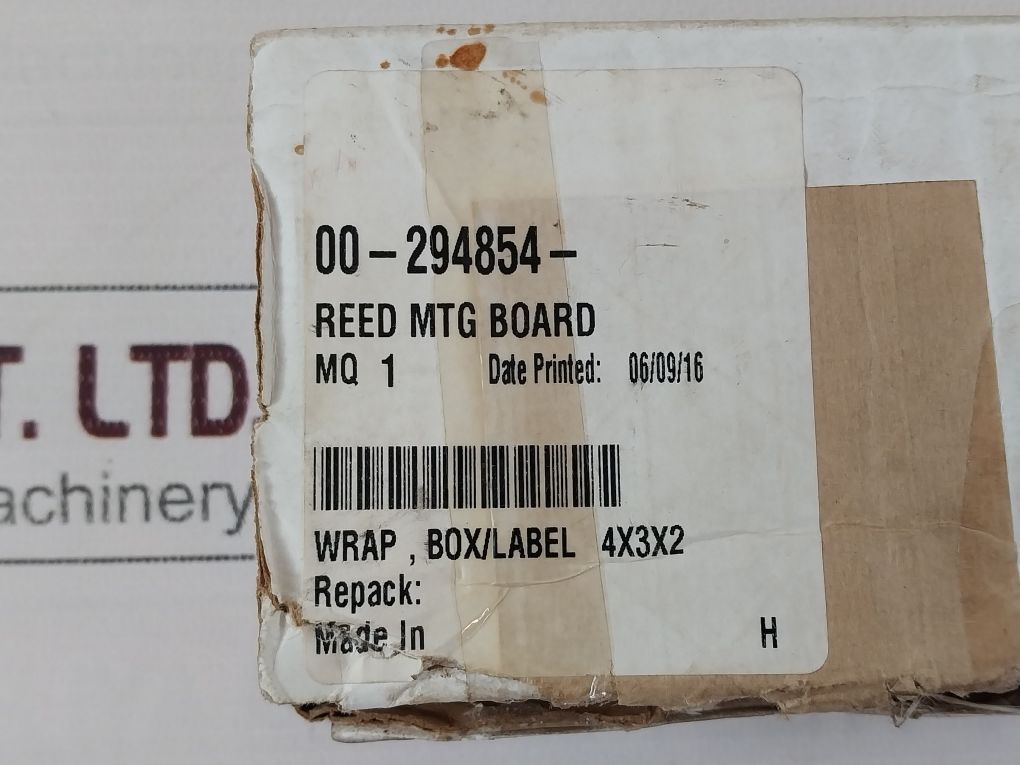 00-294854-
REED MTG BOARD
MQ 1 Date Printed: 06/09/16
WRAP , BOX/LABEL 4X3X2
Repack:
Made In H
T. LTD.
achinery